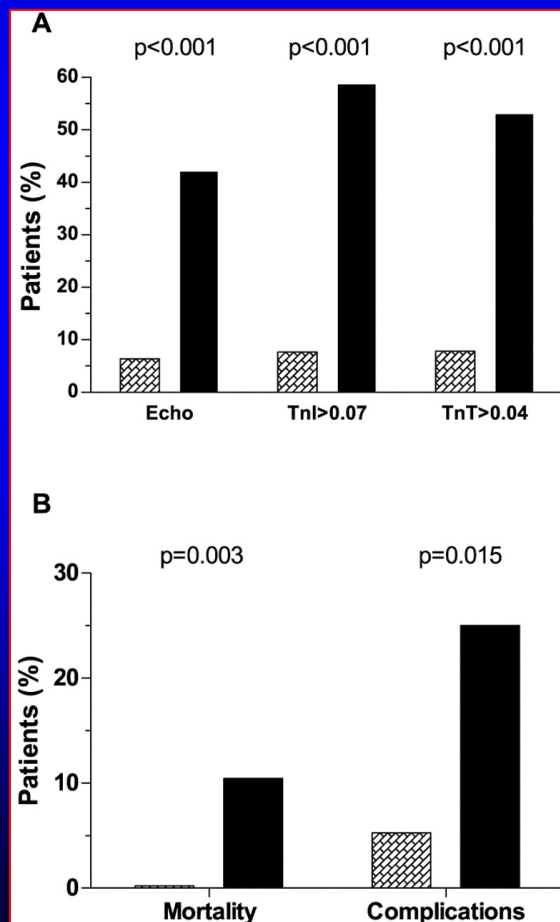 A
p<0.001 p<0.001 p<0.001
60
50
40
30
20
10
0
Patients (%)
Echo TnI>0.07 TnT>0.04
B
p=0.003 p=0.015
30
20
10
0
Patients (%)
Mortality Complications